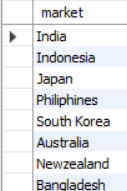 market
India
Indonesia
Japan
Philiphines
South Korea
Australia
Newzealand
Bangladesh